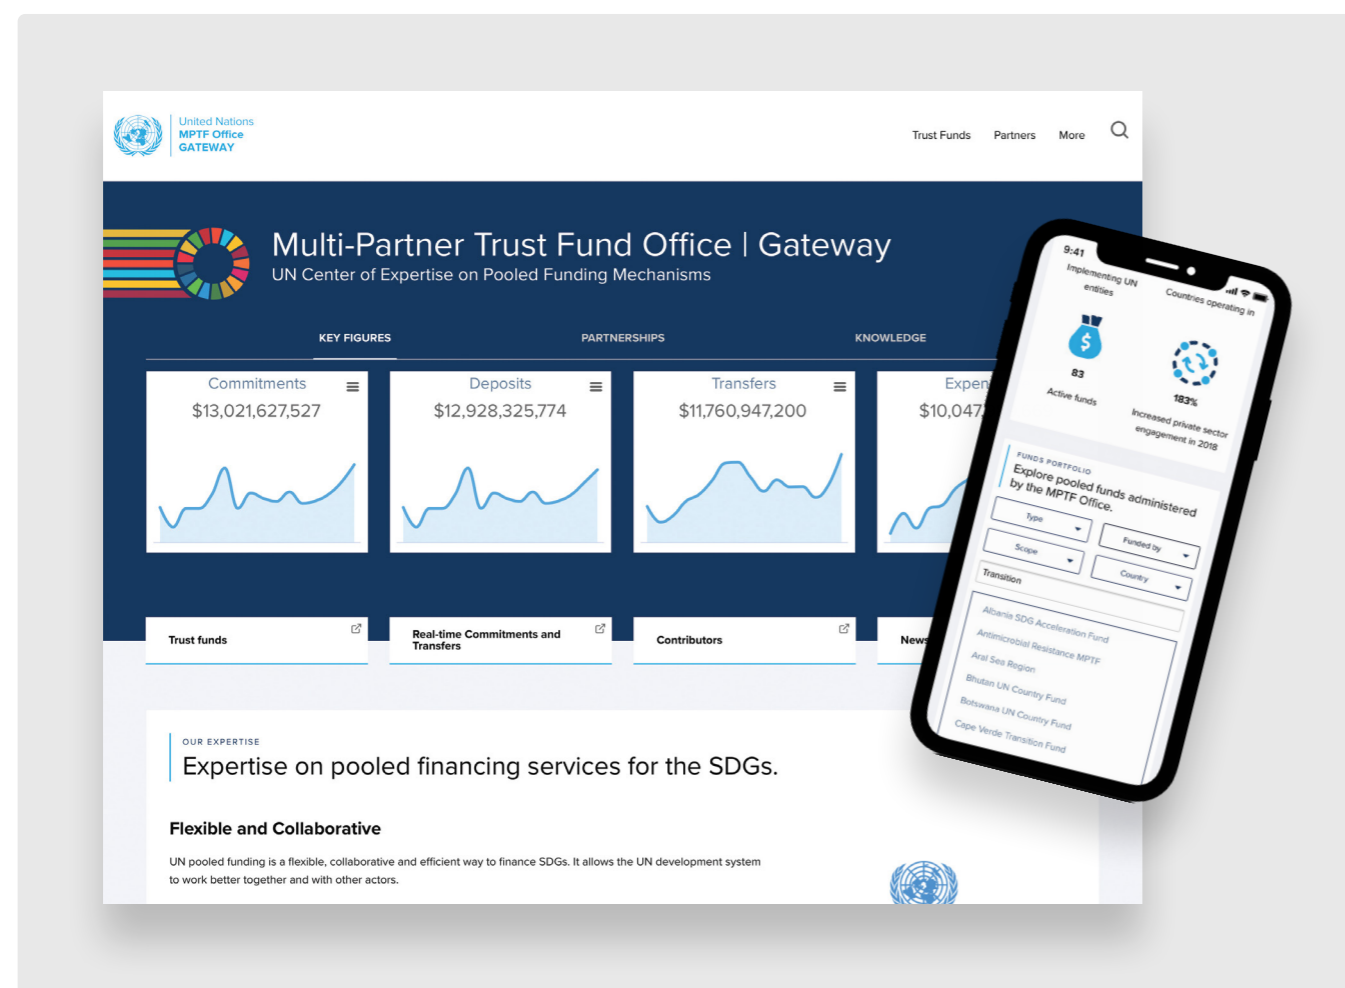 United Nations
MPTF Office
GATEWAY
Trust Funds
Partners
More
Multi-Partner Trust Fund Office | Gateway
UN Center of Expertise on Pooled Funding Mechanisms
KEY FIGURES
PARTNERSHIPS
KNOWLEDGE
Commitments
$13,021,627,527
Deposits
$12,928,325,774
Transfers
$11,760,947,200
Expen
$10,047,
Trust funds
Real-time Commitments and
Transfers
Contributors
News
OUR EXPERTISE
Expertise on pooled financing services for the SDGs.
Flexible and Collaborative
UN pooled funding is a flexible, collaborative and efficient way to finance SDGs. It allows the UN development system
to work better together and with other actors.
9:41
Implementing UN
entities
Countries operating in
$
83
Active funds
183%
Increased private sector
engagement in 2018
FUNDS PORTFOLIO
Explore pooled funds administered
by the MPTF Office.
Type
Funded by
Scope
Country
Transition
Albania SDG Acceleration Fund
Antimicrobial Resistance MPTF
Aral Sea Region
Bhutan UN Country Fund
Botswana UN Country Fund
Cape Verde Transition Fund